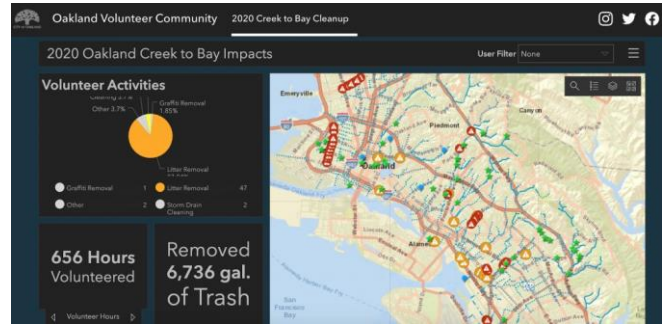 Oakland Volunteer Community 2020 Creek to Bay Cleanup
2020 Oakland Creek to Bay Impacts
User Filter None
Volunteer Activities
Other 3.7%
Graffiti Removal
1.85%
Litter Removal
Graffiti Removal 1
Litter Removal 47
Other 2
Storm Drain
Cleaning 2
656 Hours
Volunteered
Volunteer Hours
Removed
6,736 gal.
of Trash
Emeryville
Piedmont
Canyon
Oakland
San
Francisco
Bay